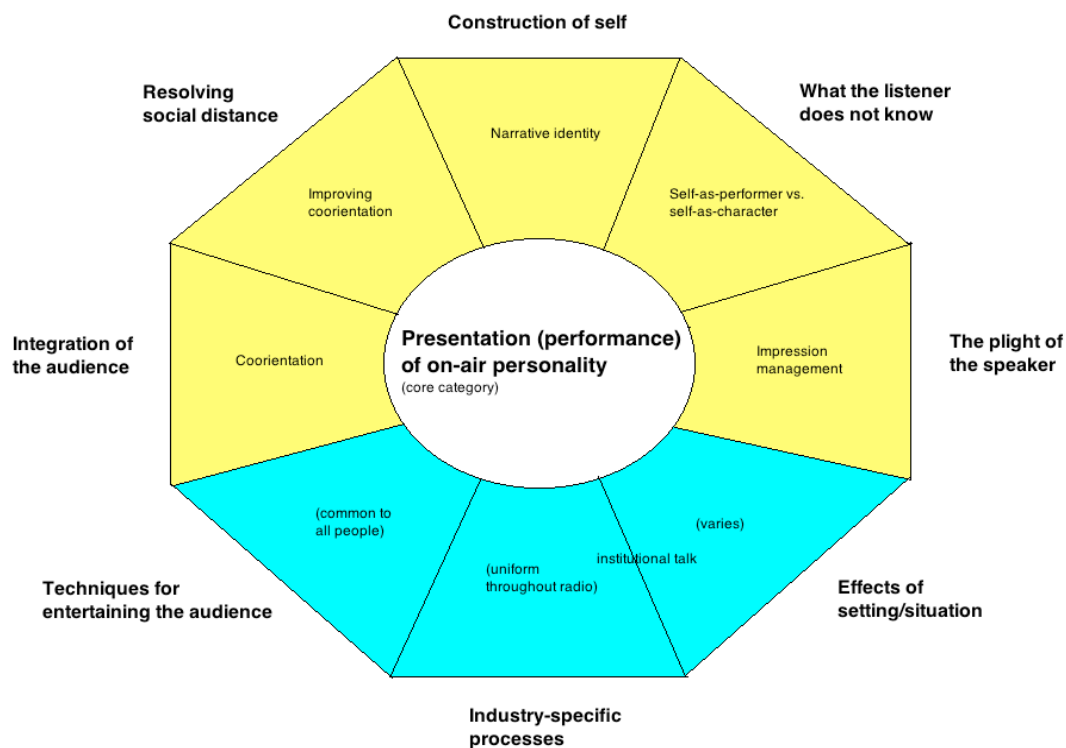 Construction of self
Resolving
social distance
What the listener
does not know
Narrative identity
Improving
coorientation
Self-as-performer vs.
self-as-character
Integration of
the audience
Coorientation
Presentation (performance)
of on-air personality
(core category)
Impression
management
The plight of
the speaker
(common to
all people)
(uniform
throughout radio)
institutional talk
(varies)
Techniques for
entertaining the audience
Effects of
setting/situation
Industry-specific
processes